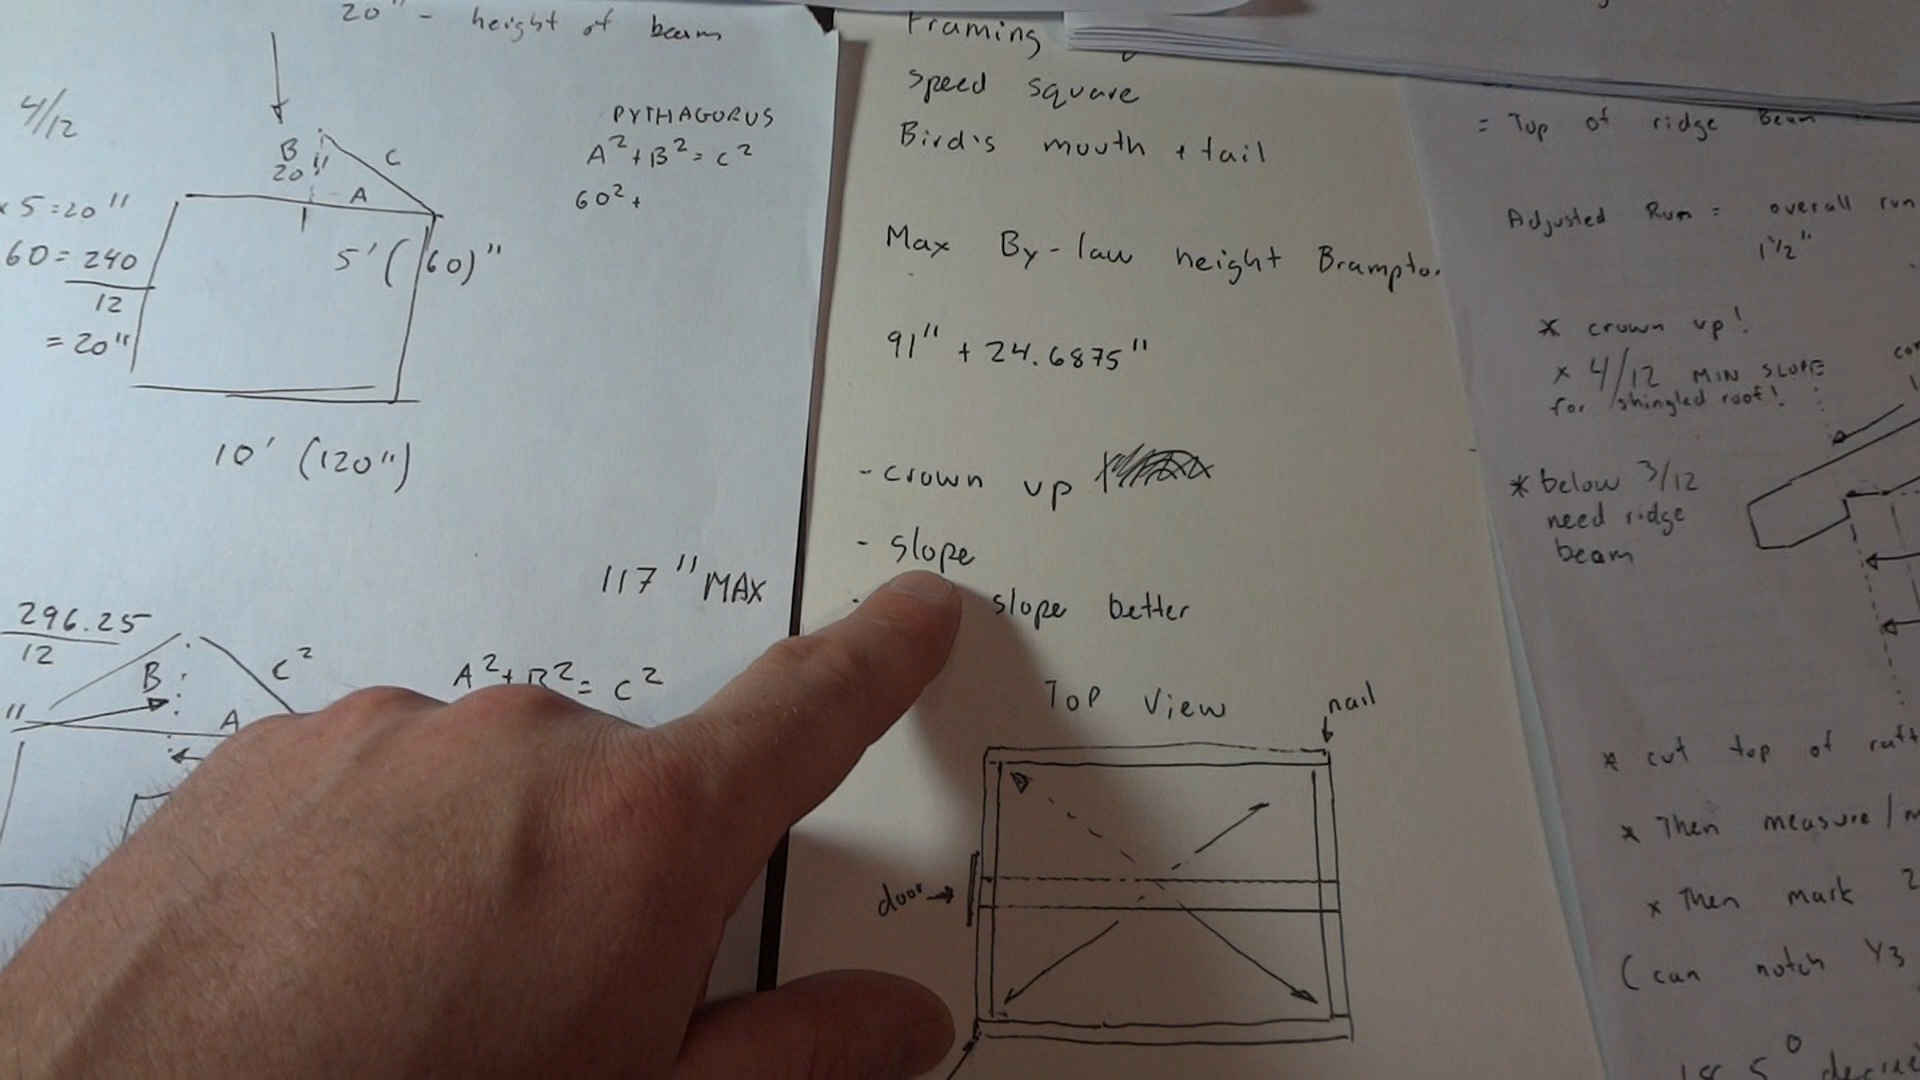 20" - height of beam
4/12
B
20"
C
A
PYTHAGORUS
A² + B² = C²
60² +
x 5 = 20"
60 = 240
12
= 20"
5' (60)"
10' (120")
117" MAX
296.25
12
B
C²
A
A² + B² = C²
Framing
speed square
Bird's mouth + tail
Max By-law height
91" + 24.6875"
- crown up
- slope
slope better
Top View
nail
door
= Top of ridge Beam
Adjusted Run = overall run
1½"
* crown up!
* 4/12 MIN SLOPE
for shingled roof!
* below 3/12
need ridge
beam
* cut top of
* Then measure /
* Then mark 2
(can notch